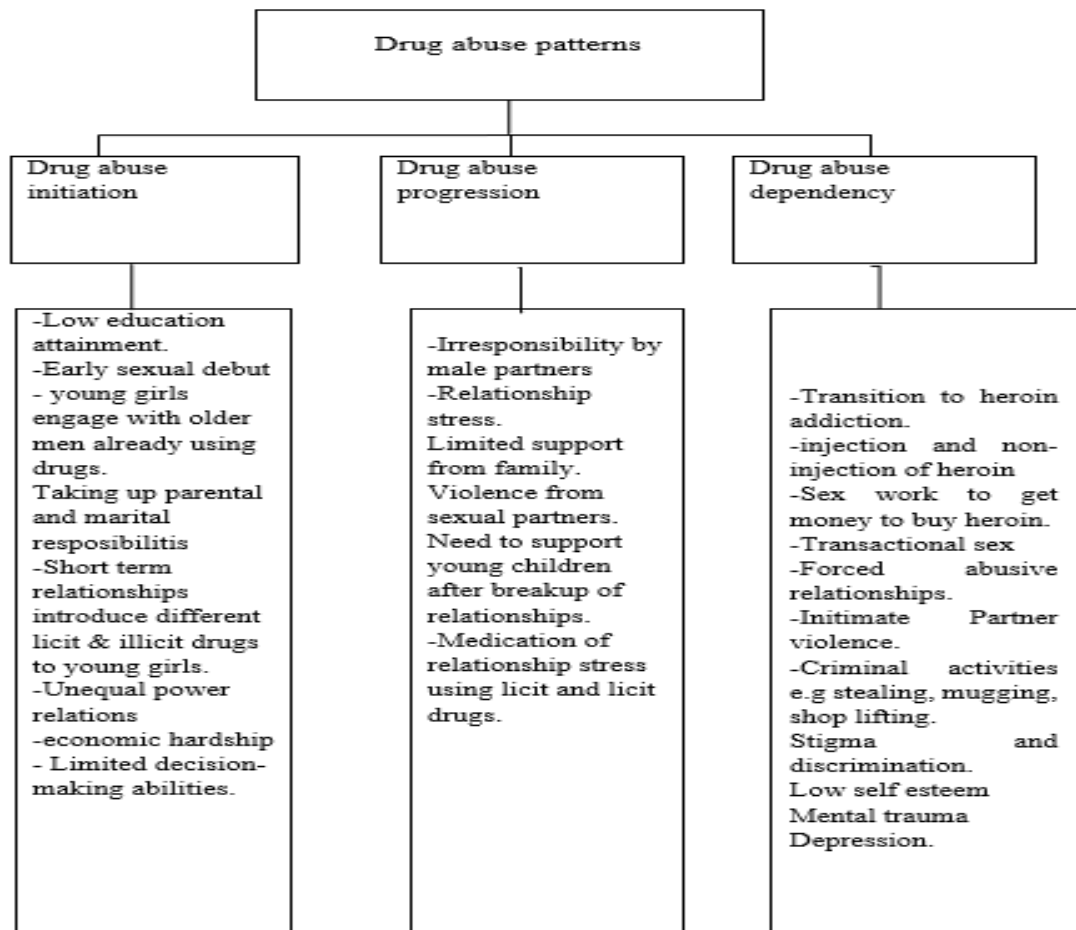 Drug abuse patterns
Drug abuse
initiation
Drug abuse
progression
Drug abuse
dependency
-Low education
attainment.
-Early sexual debut
- young girls
engage with older
men already using
drugs.
Taking up parental
and marital
resposibilitis
-Short term
relationships
introduce different
licit & illicit drugs
to young girls.
-Unequal power
relations
-economic hardship
- Limited decision-
making abilities.
-Irresponsibility by
male partners
-Relationship
stress.
Limited support
from family.
Violence from
sexual partners.
Need to support
young children
after breakup of
relationships.
-Medication of
relationship stress
using licit and licit
drugs.
-Transition to heroin
addiction.
-injection and non-
injection of heroin
-Sex work to get
money to buy heroin.
-Transactional sex
-Forced abusive
relationships.
-Initimate Partner
violence.
-Criminal activities
e.g stealing, mugging,
shop lifting.
Stigma and
discrimination.
Low self esteem
Mental trauma
Depression.